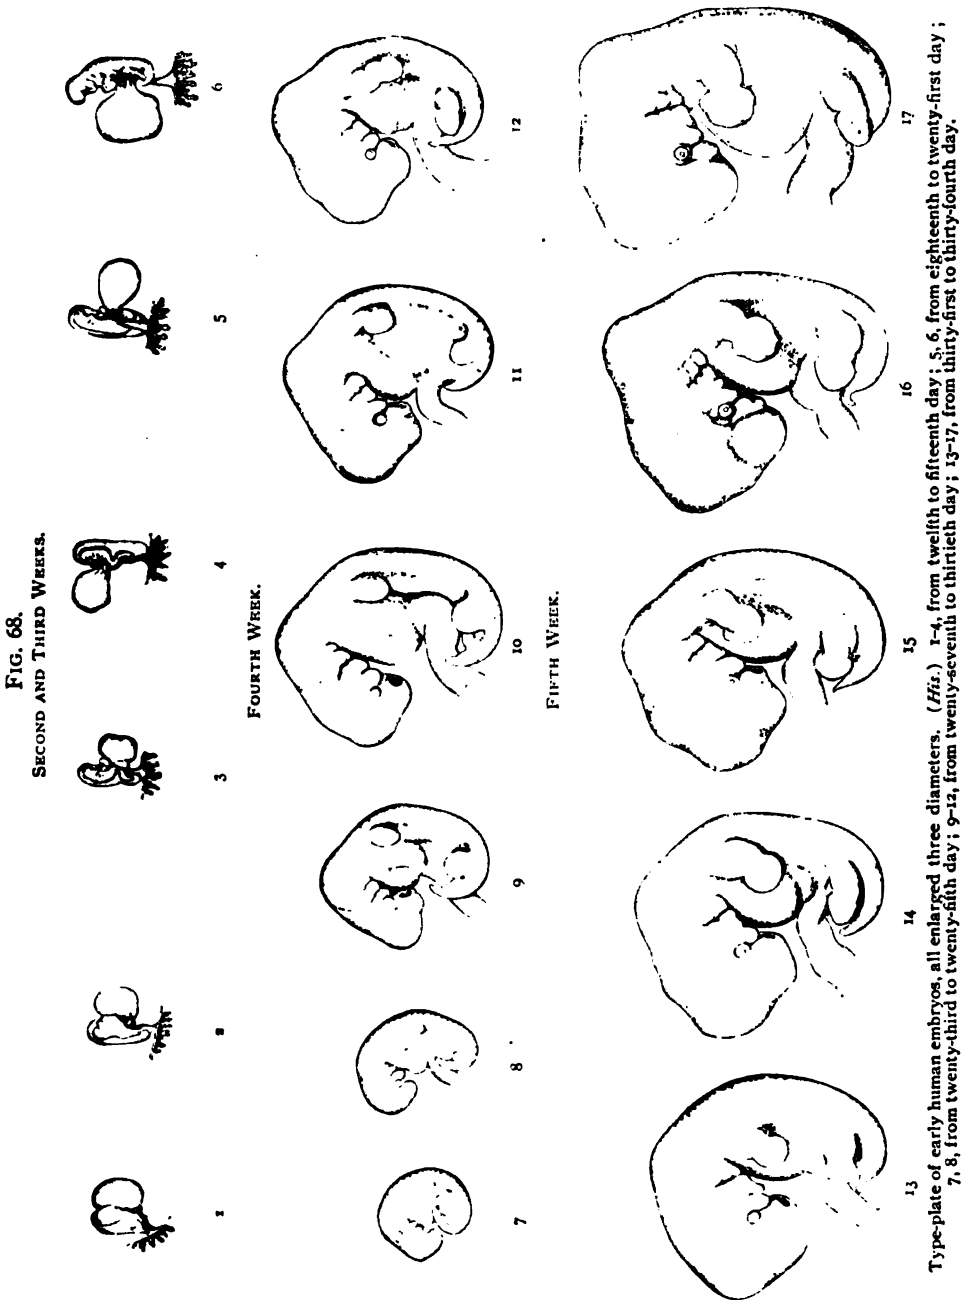 FIG. 68.
SECOND AND THIRD WEEKS.
1 2 3 4 5 6
FOURTH WEEK.
7 8 9 10 11 12
FIFTH WEEK.
13 14 15 16 17
Type-plate of early human embryos, all enlarged three diameters. (His.) 1-4, from twelfth to fifteenth day; 5, 6, from eighteenth to twenty-first day;
7, 8, from twenty-third to twenty-fifth day; 9-12, from twenty-seventh to thirtieth day; 13-17, from thirty-first to thirty-fourth day.